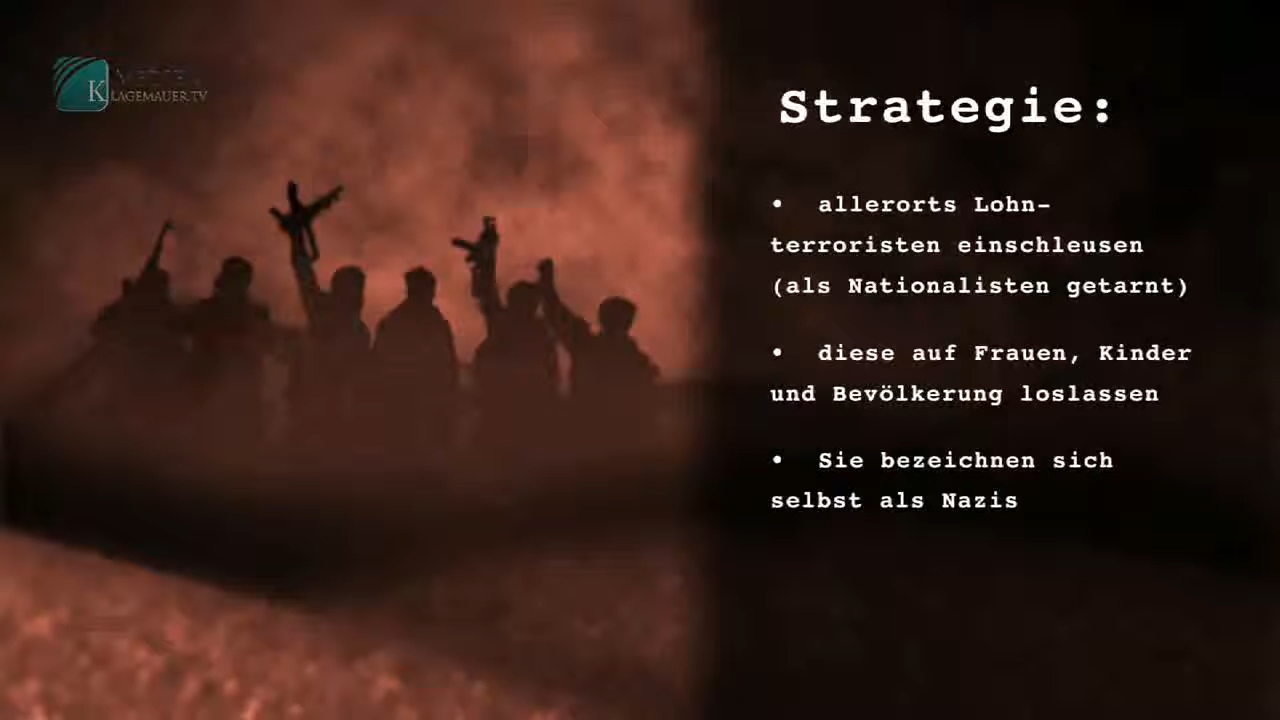 K
LAGEMAUER.TV
Strategie:
• allerorts Lohn-
terroristen einschleusen
(als Nationalisten getarnt)
• diese auf Frauen, Kinder
und Bevölkerung loslassen
• Sie bezeichnen sich
selbst als Nazis